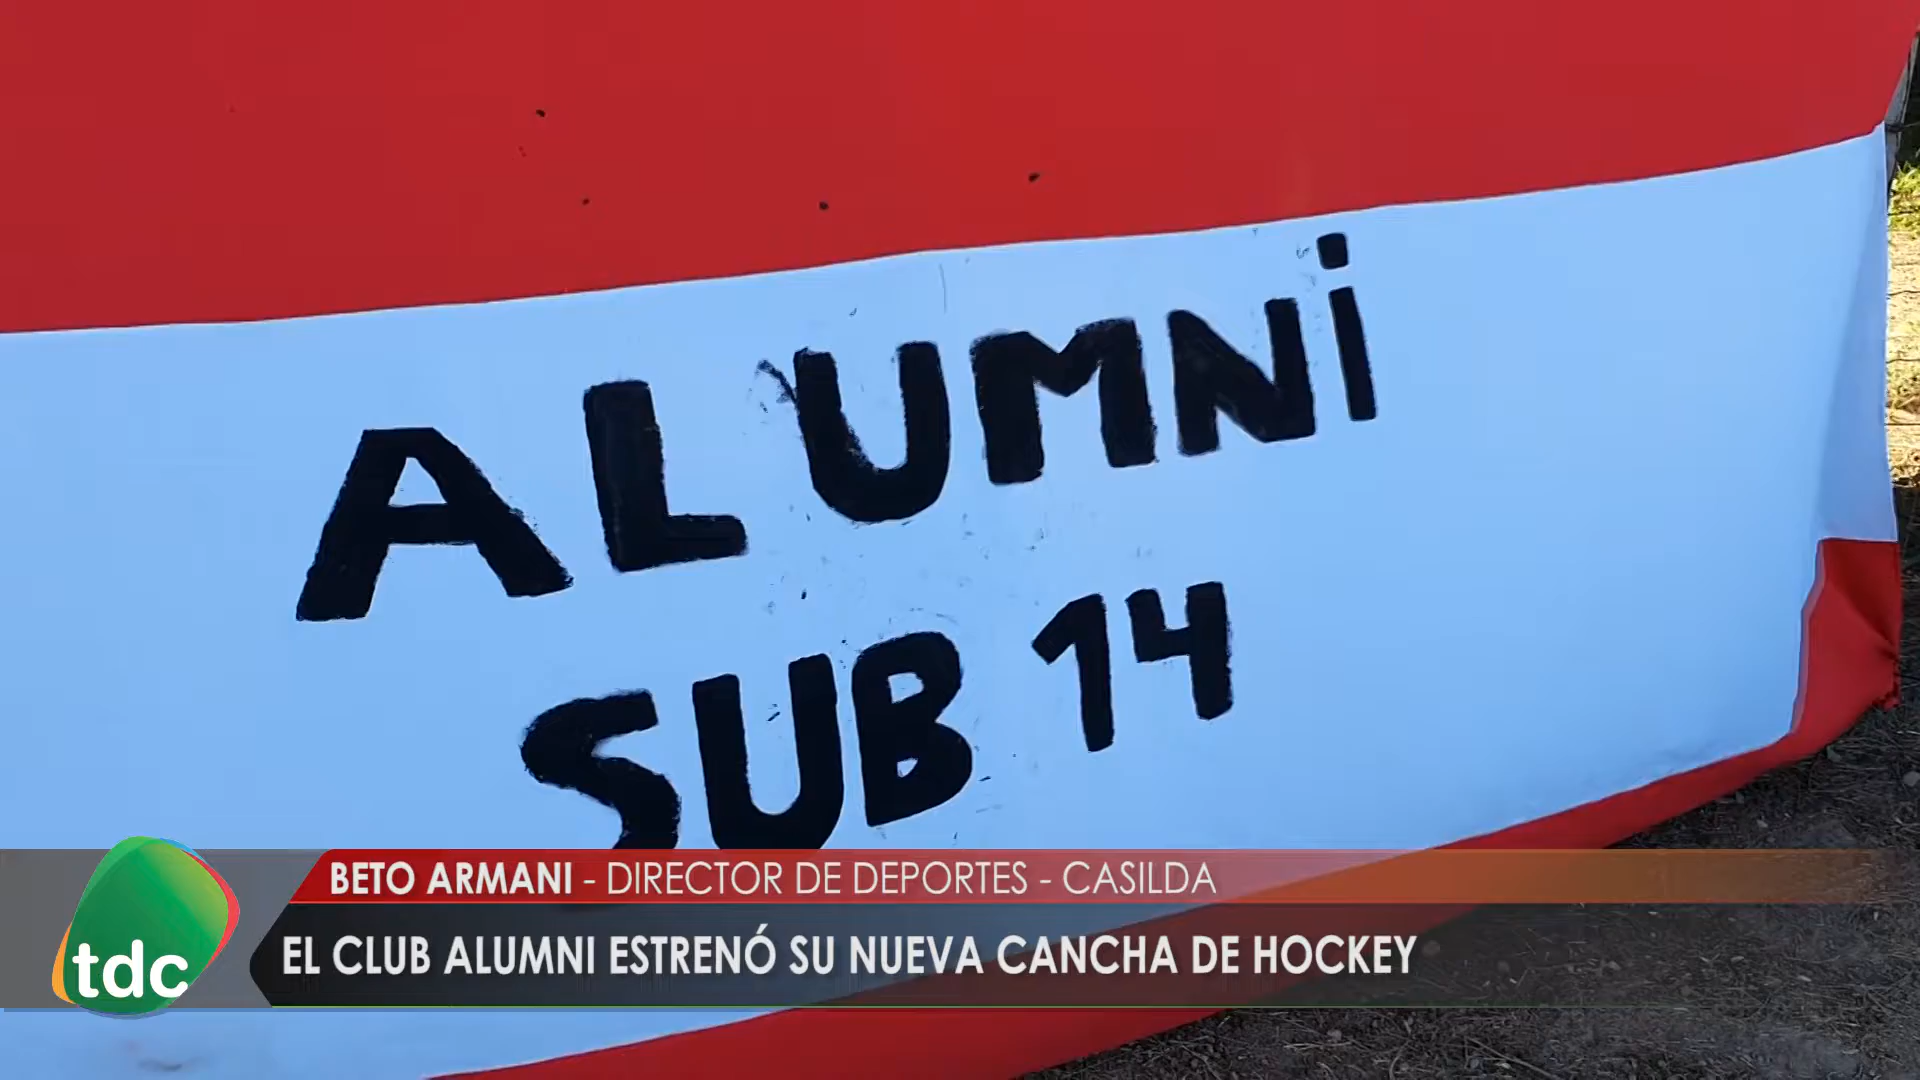 ALUMNi
SUB 14
BETO ARMANI - DIRECTOR DE DEPORTES - CASILDA
EL CLUB ALUMNI ESTRENÓ SU NUEVA CANCHA DE HOCKEY
tdc